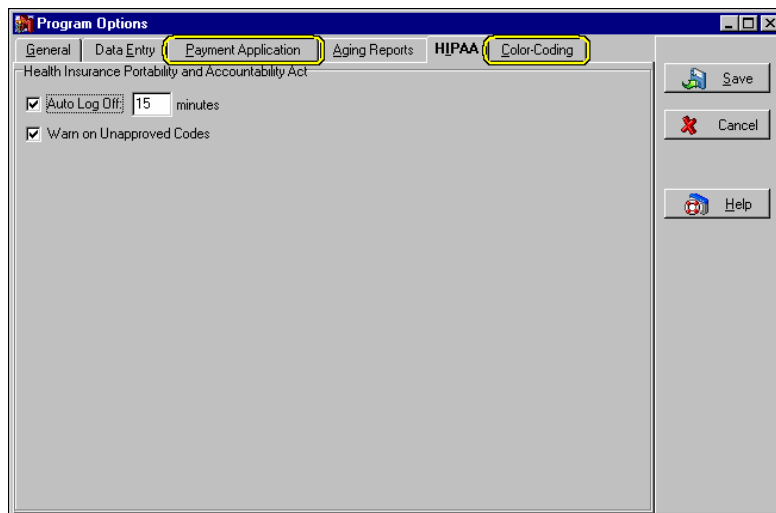 Program Options
General Data Entry Payment Application Aging Reports HIPAA Color-Coding
Health Insurance Portability and Accountability Act
Auto Log Off: 15 minutes
Warn on Unapproved Codes
Save
Cancel
Help